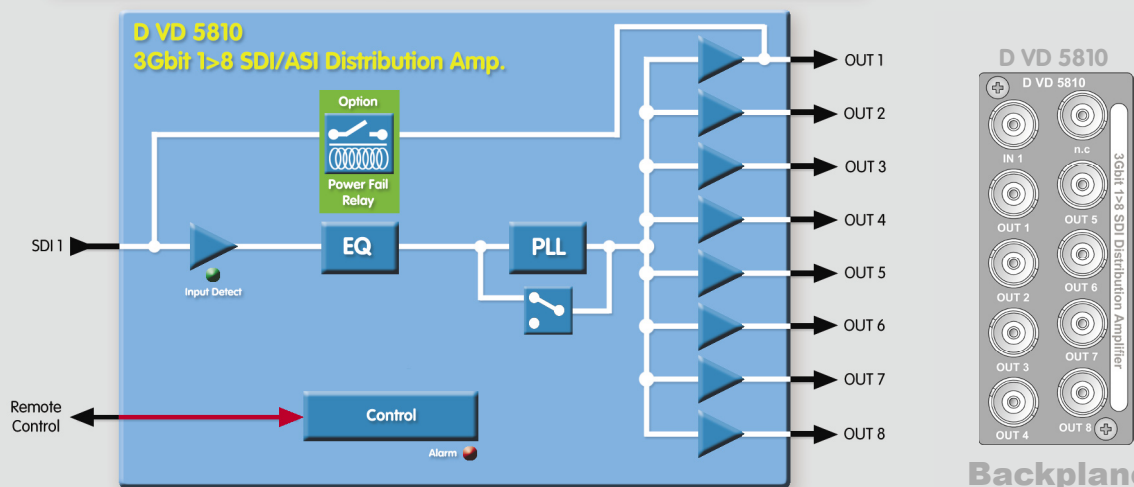 D VD 5810
3Gbit 1>8 SDI/ASI Distribution Amp.
Option
Power Fail
Relay
SDI 1
Input Detect
EQ
PLL
OUT 1
OUT 2
OUT 3
OUT 4
OUT 5
OUT 6
OUT 7
OUT 8
Remote
Control
Control
Alarm
D VD 5810
D VD 5810
IN 1
n.c
OUT 1
OUT 5
OUT 2
OUT 6
OUT 3
OUT 7
OUT 4
OUT 8
3Gbit 1>8 SDI Distribution Amplifier
Backplane